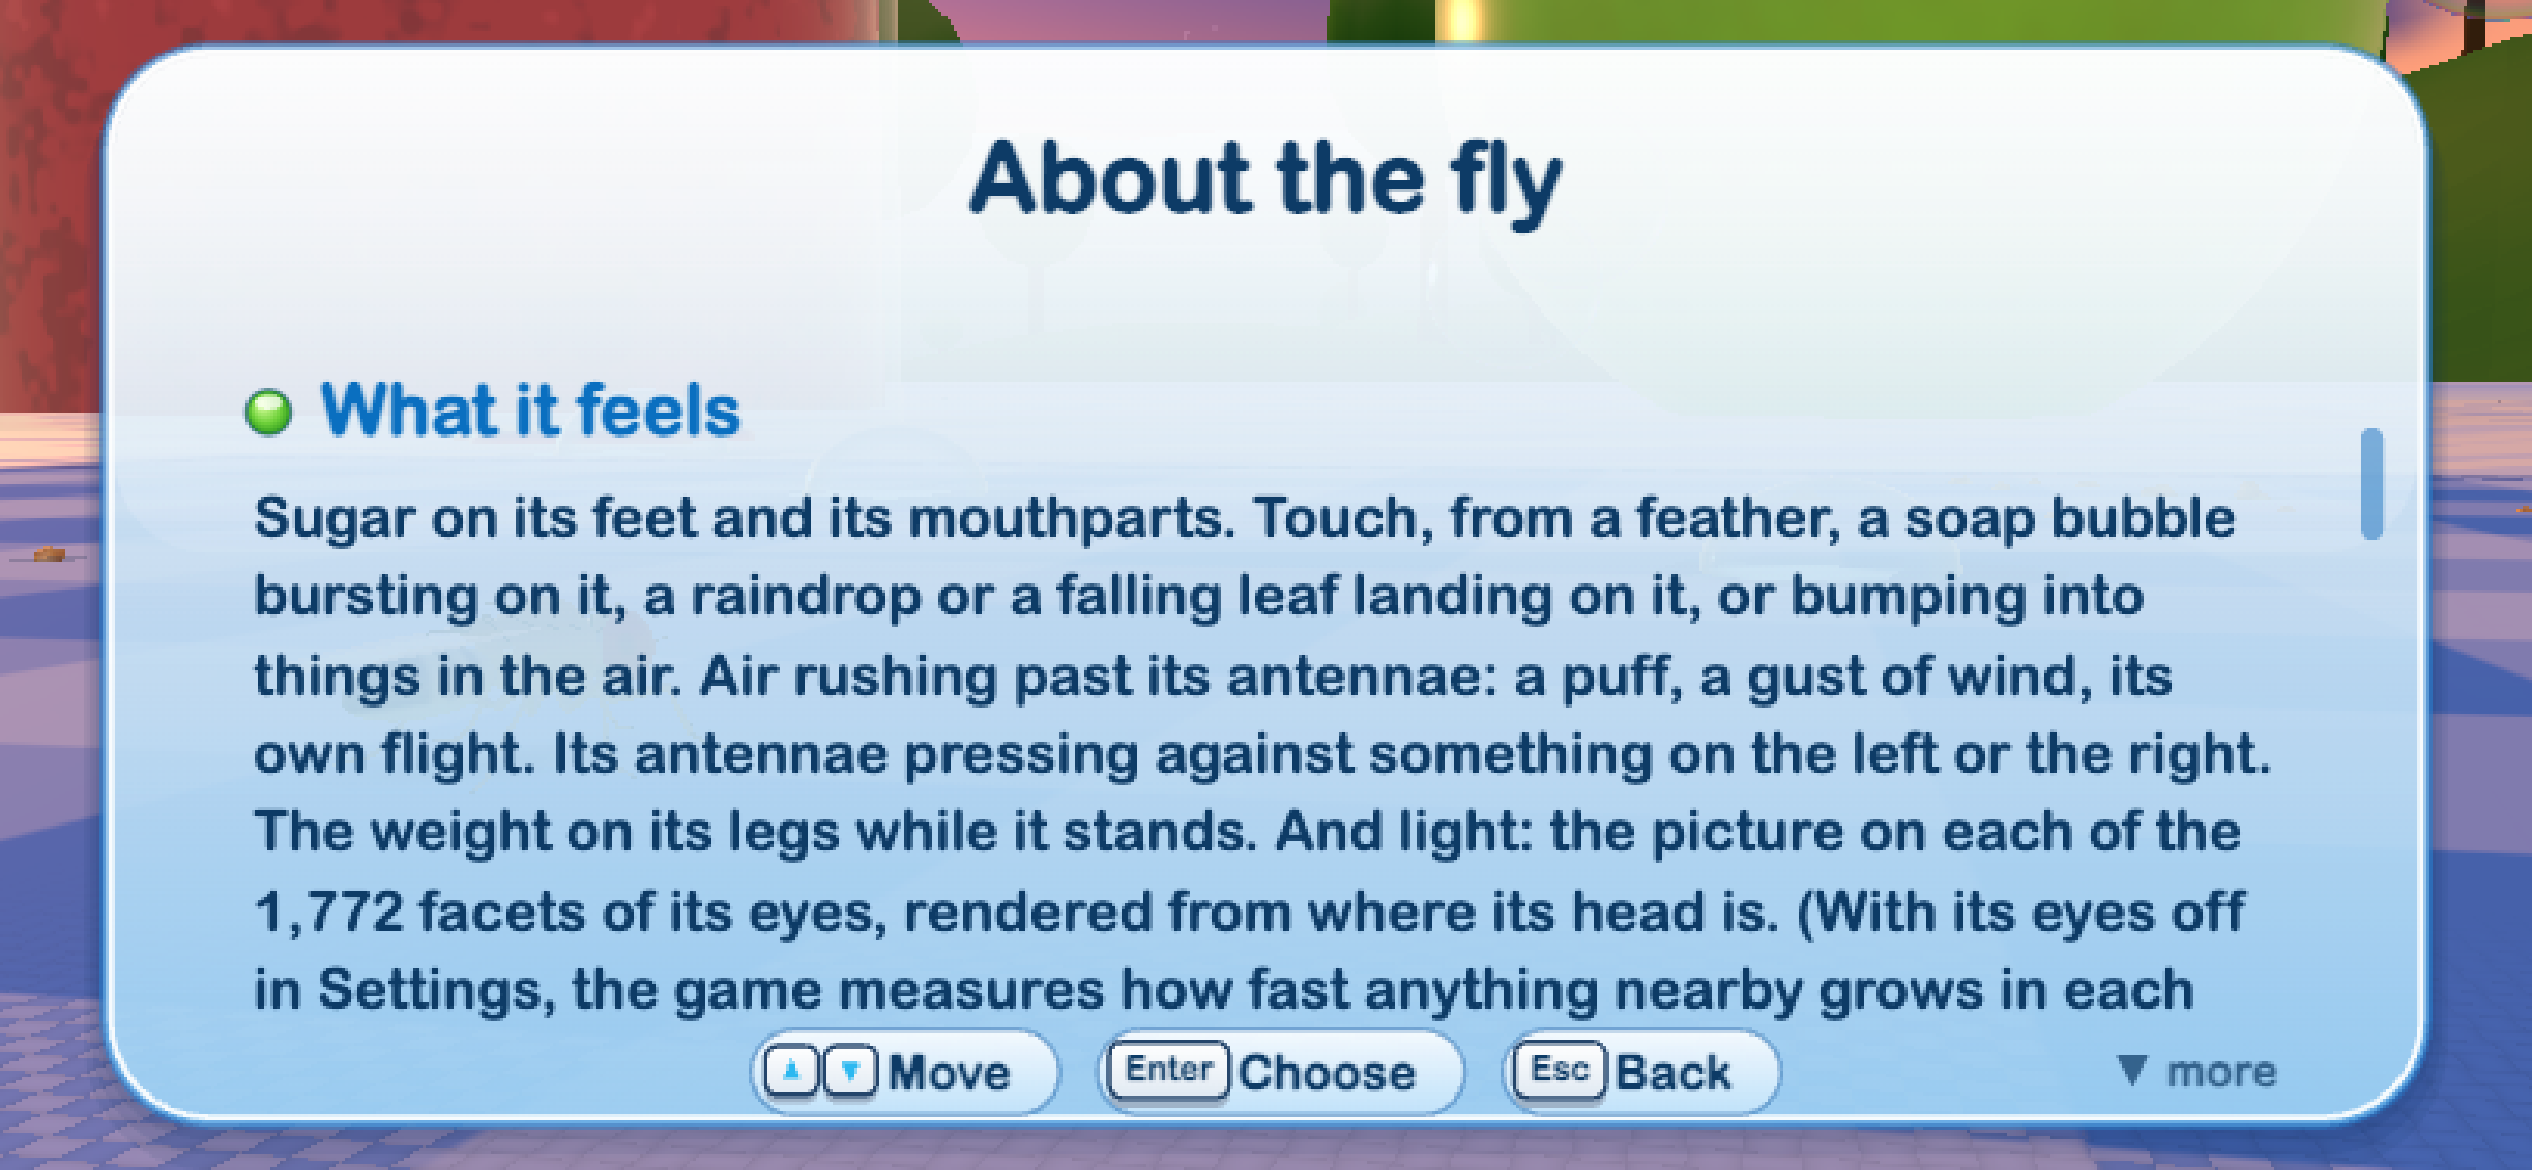 About the fly
What it feels
Sugar on its feet and its mouthparts. Touch, from a feather, a soap bubble
bursting on it, a raindrop or a falling leaf landing on it, or bumping into
things in the air. Air rushing past its antennae: a puff, a gust of wind, its
own flight. Its antennae pressing against something on the left or the right.
The weight on its legs while it stands. And light: the picture on each of the
1,772 facets of its eyes, rendered from where its head is. (With its eyes off
in Settings, the game measures how fast anything nearby grows in each
▲ ▼ Move Enter Choose Esc Back ▼ more